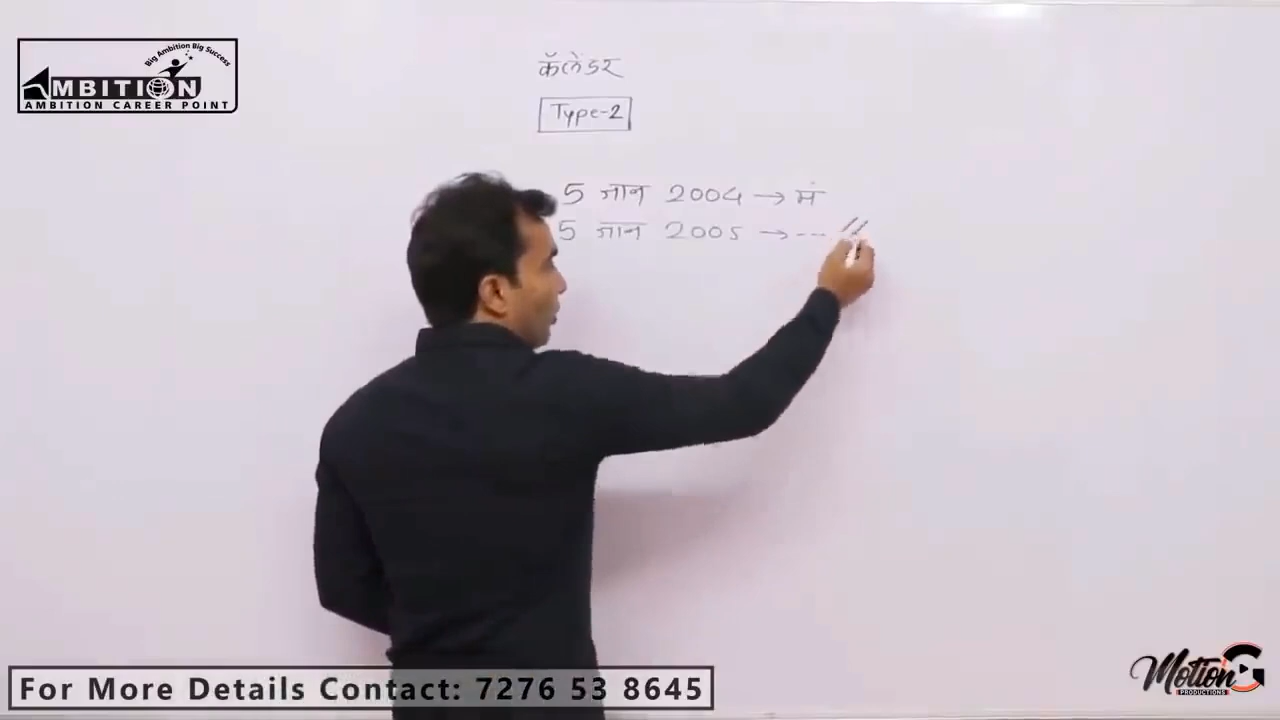 Big Ambition Big Success
AMBITION
AMBITION CAREER POINT
कॅलेंडर
Type-2
5 जान 2004 → मं
5 जान 2005 → --- //
For More Details Contact: 7276 53 8645
Motion G
PRODUCTIONS